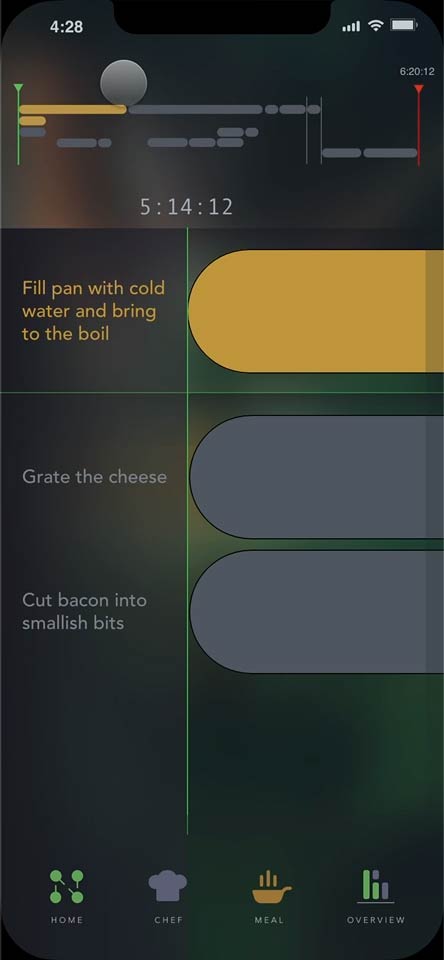 4:28
6:20:12
5:14:12
Fill pan with cold
water and bring
to the boil
Grate the cheese
Cut bacon into
smallish bits
HOME CHEF MEAL OVERVIEW